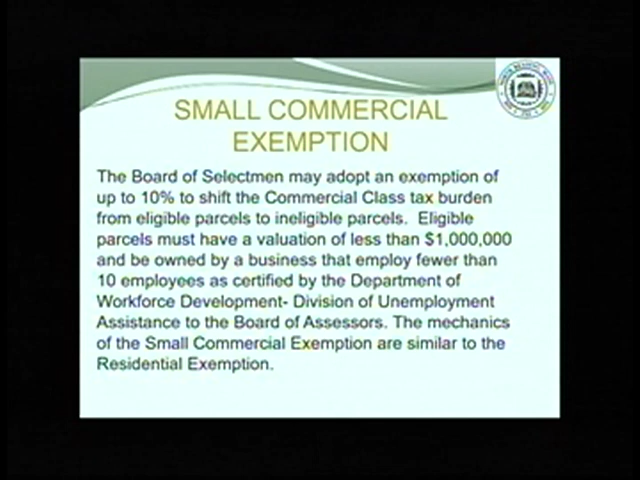 SMALL COMMERCIAL
EXEMPTION
The Board of Selectmen may adopt an exemption of
up to 10% to shift the Commercial Class tax burden
from eligible parcels to ineligible parcels.  Eligible
parcels must have a valuation of less than $1,000,000
and be owned by a business that employ fewer than
10 employees as certified by the Department of
Workforce Development- Division of Unemployment
Assistance to the Board of Assessors. The mechanics
of the Small Commercial Exemption are similar to the
Residential Exemption.